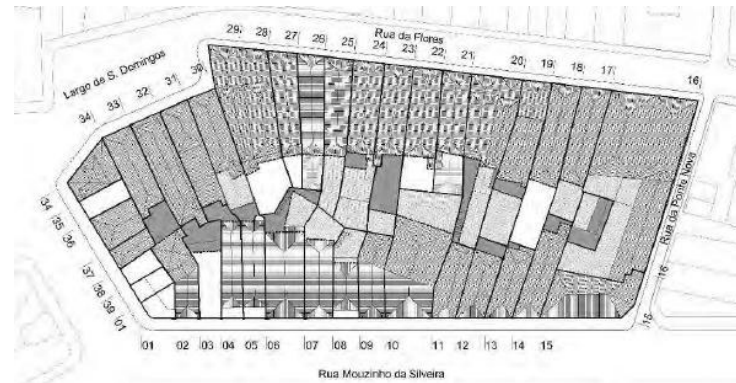 Rua da Flores
29 28 27 26 25 24 23 22 21 20 19 18 17 16
Largo de S. Domingos
34 33 32 31 30
Rua da Ponte Nova
34
35
36
37
38
39
01
16
15
01 02 03 04 05 06 07 08 09 10 11 12 13 14 15
Rua Mouzinho da Silveira